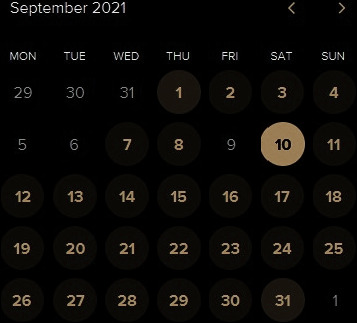 September 2021
MON TUE WED THU FRI SAT SUN
29 30 31 1 2 3 4
5 6 7 8 9 10 11
12 13 14 15 16 17 18
19 20 21 22 23 24 25
26 27 28 29 30 31 1